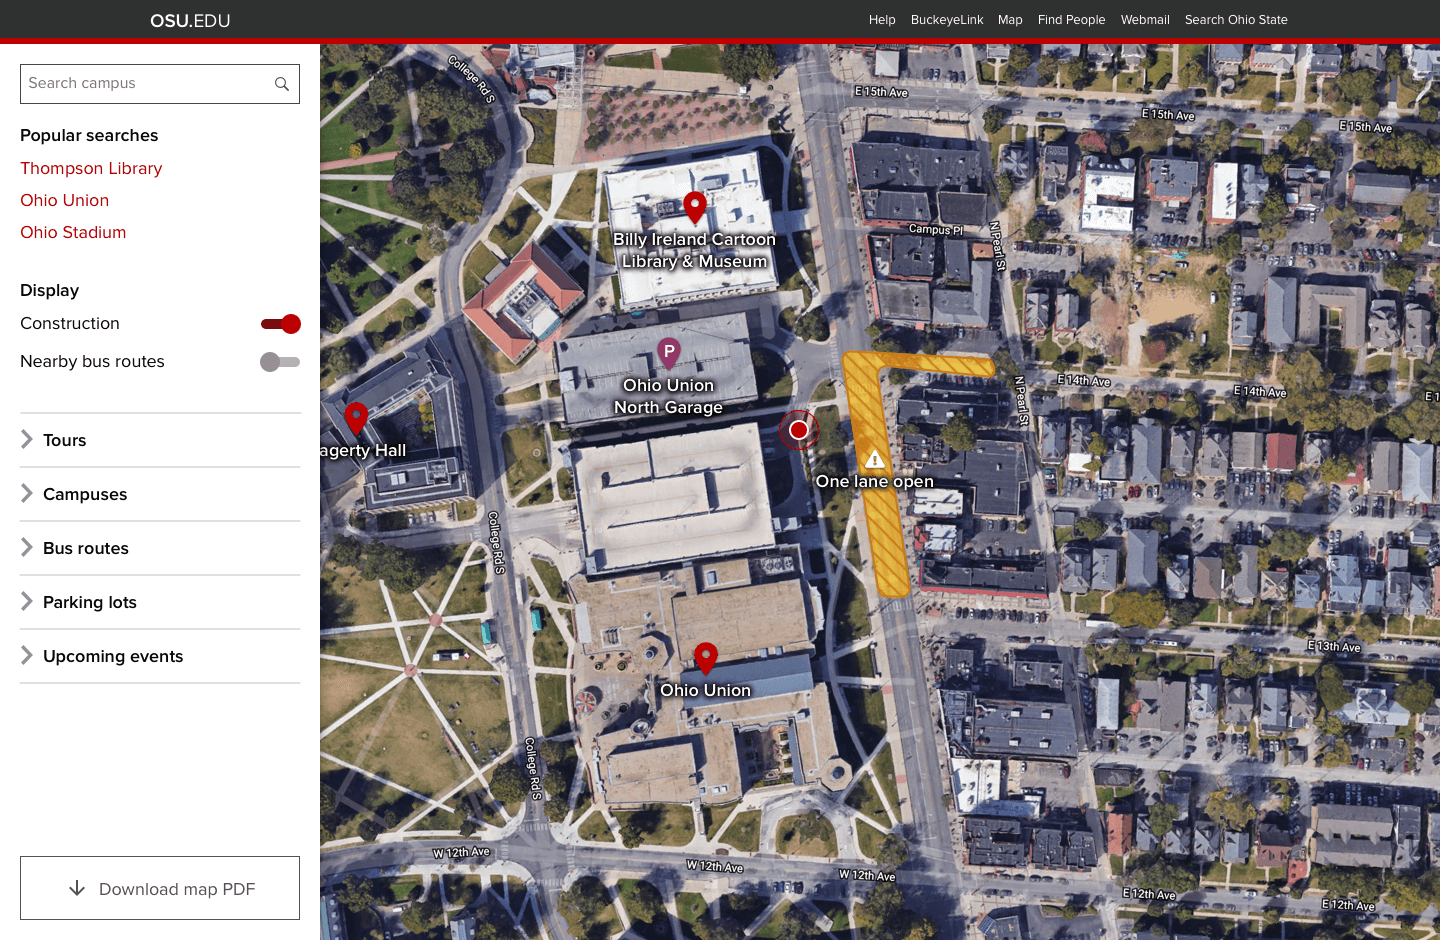 OSU.EDU
Help BuckeyeLink Map Find People Webmail Search Ohio State
Search campus
Popular searches
Thompson Library
Ohio Union
Ohio Stadium
Display
Construction
Nearby bus routes
Tours
Campuses
Bus routes
Parking lots
Upcoming events
Download map PDF
College Rd S
E 15th Ave
E 15th Ave
E 15th Ave
Billy Ireland Cartoon
Library & Museum
Campus Pl
N Pearl St
P
Ohio Union
North Garage
E 14th Ave
E 14th Ave
E 1
N Pearl St
agerty Hall
One lane open
College Rd S
E 13th Ave
Ohio Union
College Rd S
W 12th Ave
W 12th Ave
W 12th Ave
E 12th Ave
E 12th Ave